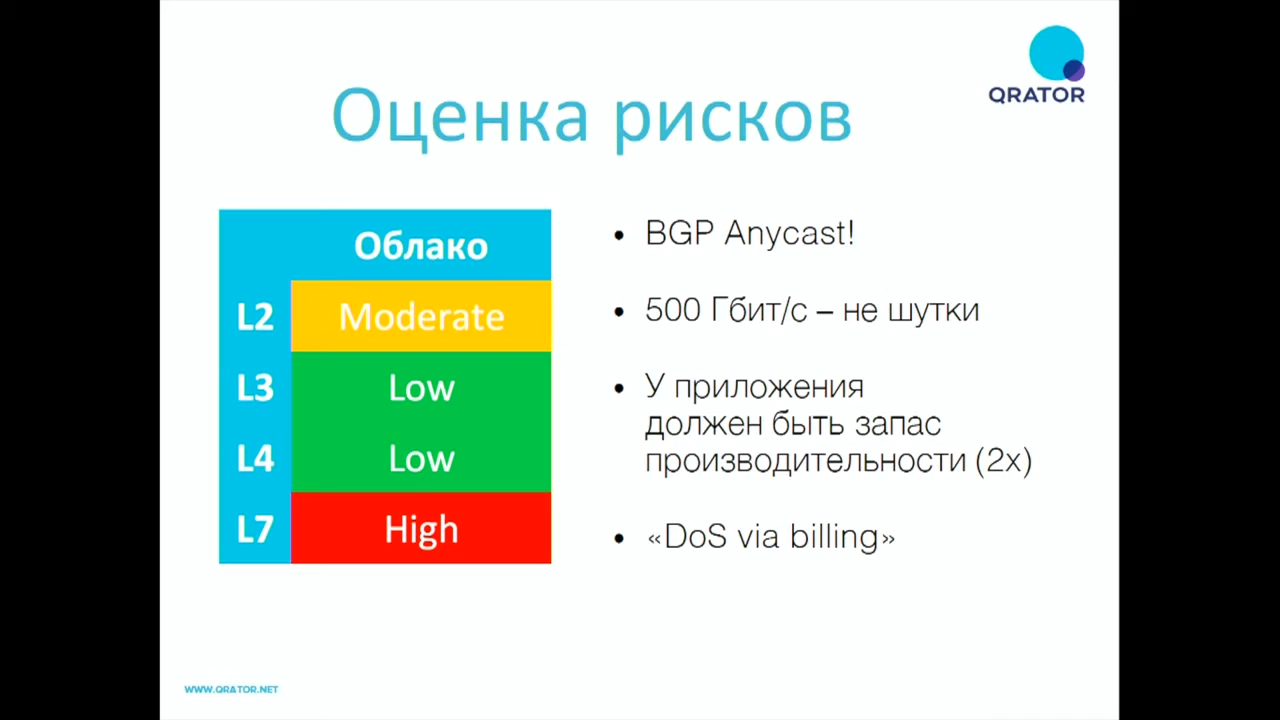 QRATOR
Оценка рисков
Облако
L2 Moderate
L3 Low
L4 Low
L7 High
• BGP Anycast!
• 500 Гбит/с – не шутки
• У приложения
должен быть запас
производительности (2x)
• «DoS via billing»
WWW.QRATOR.NET